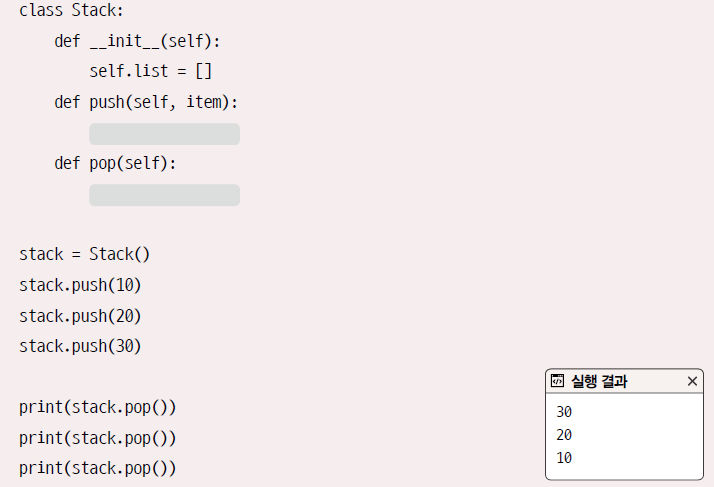 class Stack:
    def __init__(self):
        self.list = []
    def push(self, item):
    def pop(self):
stack = Stack()
stack.push(10)
stack.push(20)
stack.push(30)
print(stack.pop())
print(stack.pop())
print(stack.pop())
실행 결과
30
20
10